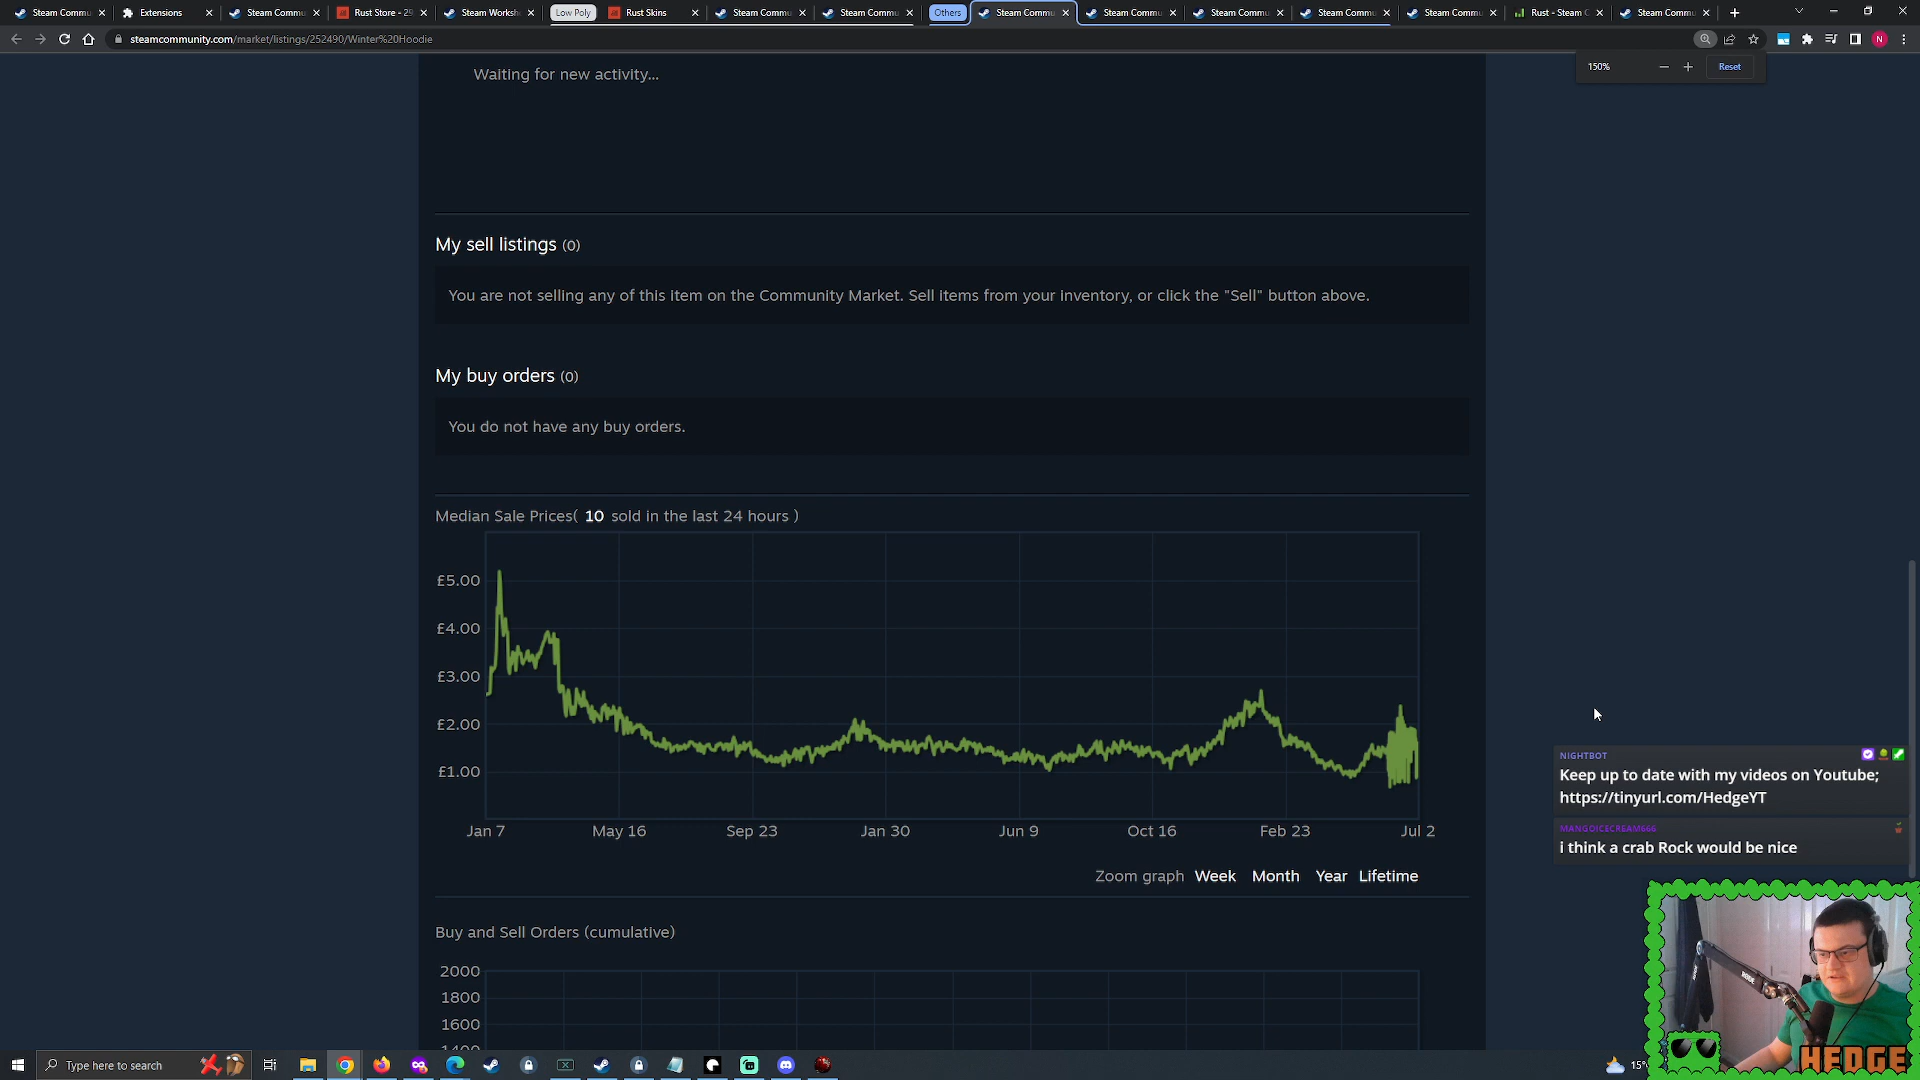 Steam Commu
Extensions
Steam Commu
Rust Store - 25
Steam Worksh
Low Poly
Rust Skins
Steam Commu
Steam Commu
Others
Steam Commu
Steam Commu
Steam Commu
Steam Commu
Steam Commu
Rust - Steam C
Steam Commu
steamcommunity.com/market/listings/252490/Winter%20Hoodie
N
150%
Reset
Waiting for new activity...
My sell listings (0)
You are not selling any of this item on the Community Market. Sell items from your inventory, or click the "Sell" button above.
My buy orders (0)
You do not have any buy orders.
Median Sale Prices( 10 sold in the last 24 hours )
£5.00
£4.00
£3.00
£2.00
£1.00
Jan 7 May 16 Sep 23 Jan 30 Jun 9 Oct 16 Feb 23 Jul 2
Zoom graph Week Month Year Lifetime
Buy and Sell Orders (cumulative)
2000
1800
1600
1400
NIGHTBOT
Keep up to date with my videos on Youtube;
https://tinyurl.com/HedgeYT
MANGOICECREAM666
i think a crab Rock would be nice
RODE
HEDGE
Type here to search
15°